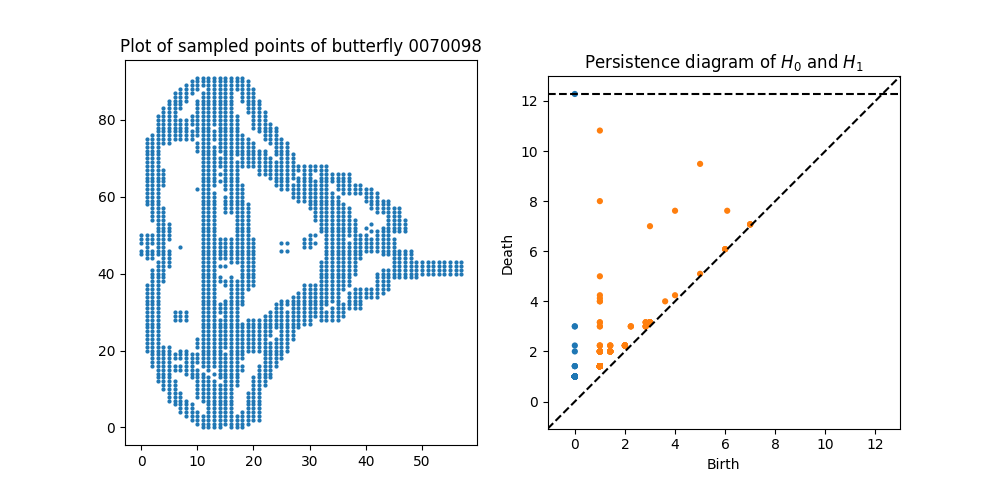 Plot of sampled points of butterfly 0070098
80
60
40
20
0
0 10 20 30 40 50
Persistence diagram of $H_0$ and $H_1$
12
10
8
6
4
2
0
Death
0 2 4 6 8 10 12
Birth